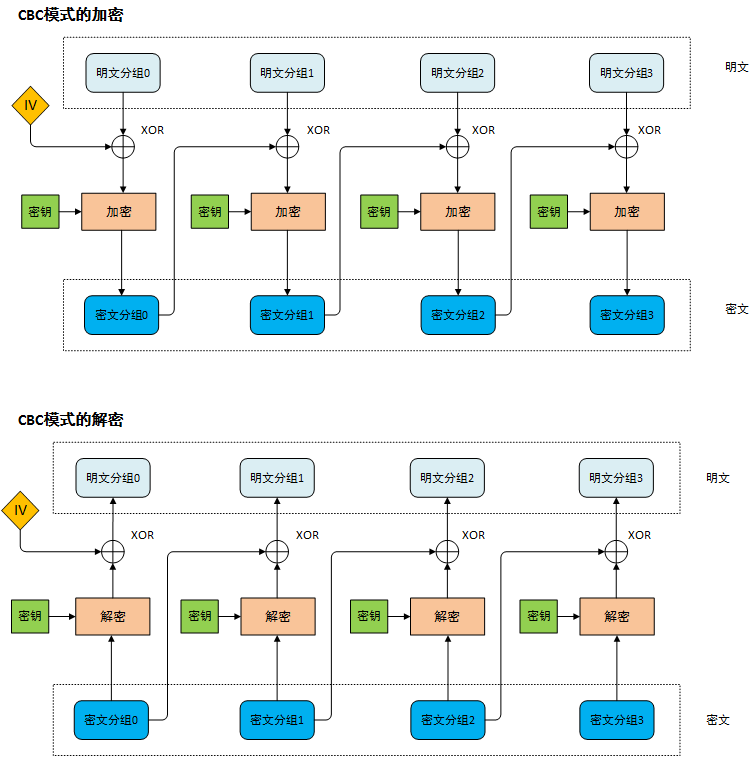 CBC模式的加密
明文分组0 明文分组1 明文分组2 明文分组3 明文
IV
XOR XOR XOR XOR
密钥 加密 密钥 加密 密钥 加密 密钥 加密
密文分组0 密文分组1 密文分组2 密文分组3 密文
CBC模式的解密
明文分组0 明文分组1 明文分组2 明文分组3 明文
IV
XOR XOR XOR XOR
密钥 解密 密钥 解密 密钥 解密 密钥 解密
密文分组0 密文分组1 密文分组2 密文分组3 密文